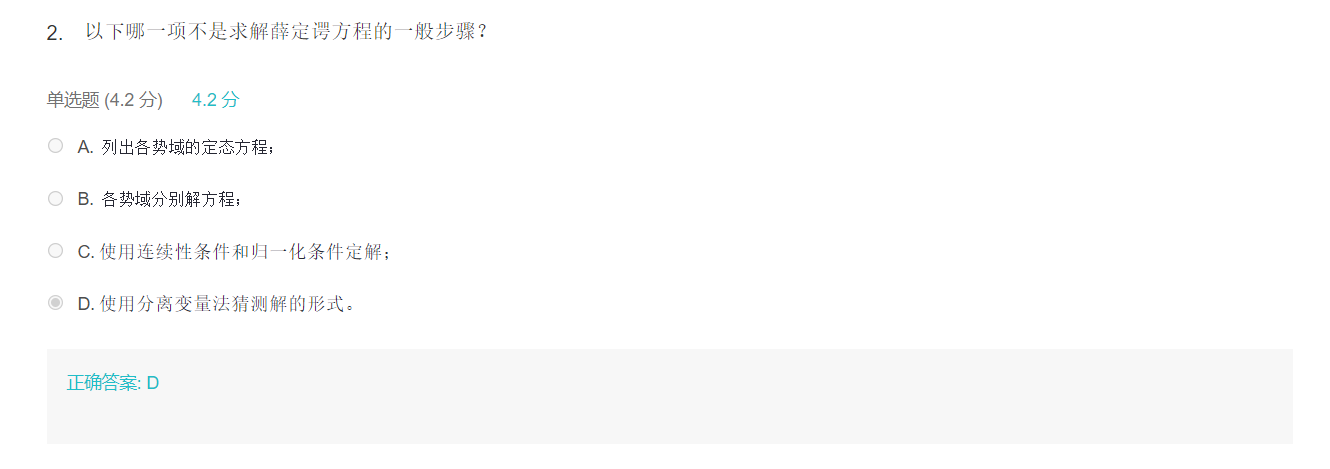 2. 以下哪一项不是求解薛定谔方程的一般步骤？
单选题 (4.2 分) 4.2 分
A. 列出各势域的定态方程；
B. 各势域分别解方程；
C. 使用连续性条件和归一化条件定解；
D. 使用分离变量法猜测解的形式。
正确答案: D